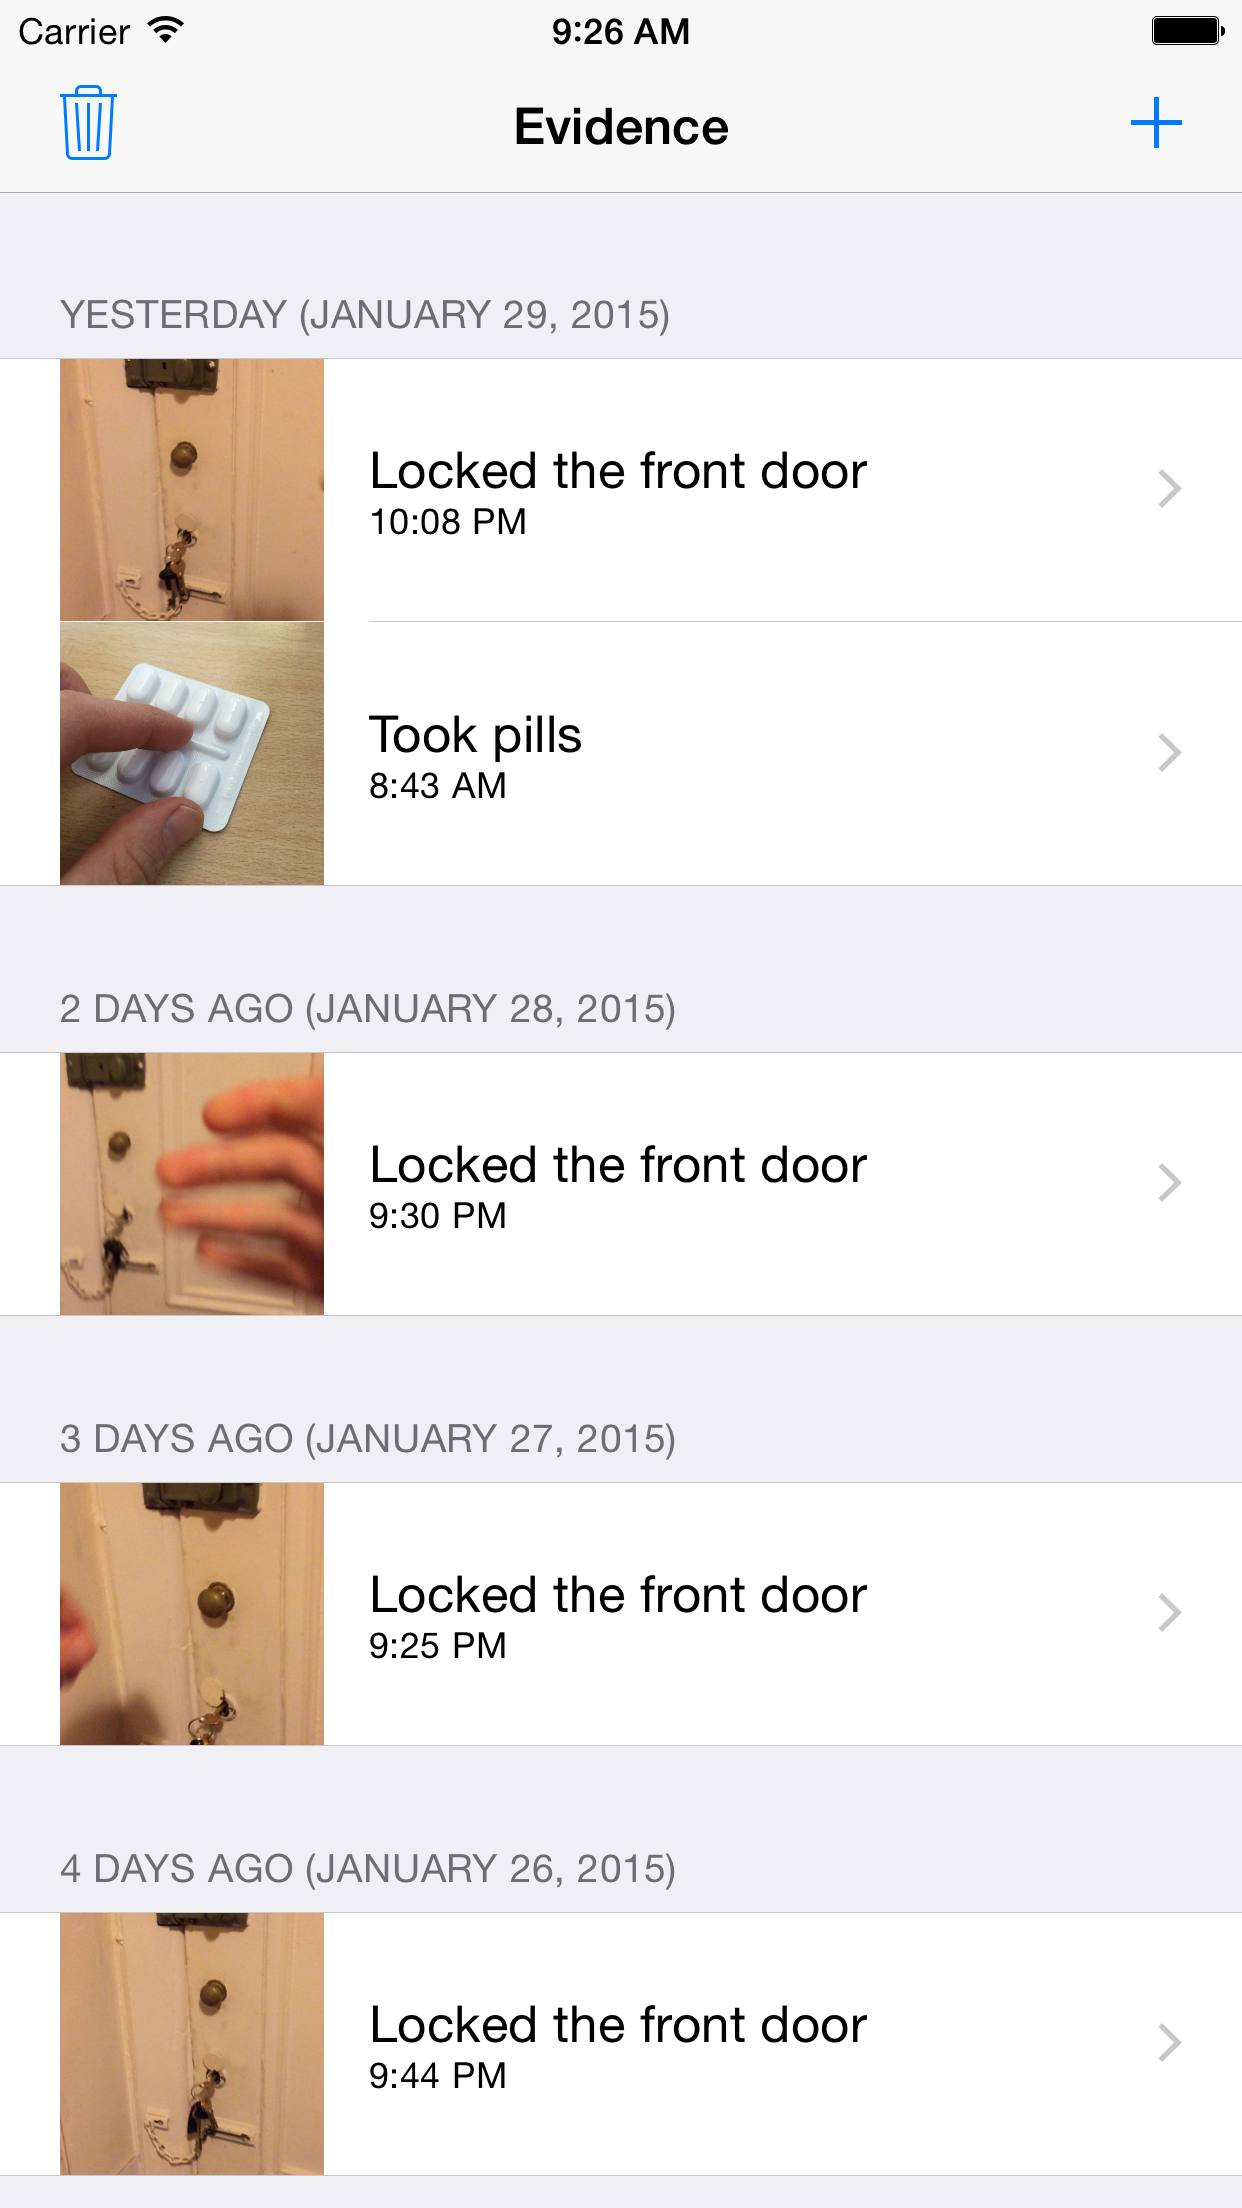 Carrier 9:26 AM
Evidence
YESTERDAY (JANUARY 29, 2015)
Locked the front door
10:08 PM
Took pills
8:43 AM
2 DAYS AGO (JANUARY 28, 2015)
Locked the front door
9:30 PM
3 DAYS AGO (JANUARY 27, 2015)
Locked the front door
9:25 PM
4 DAYS AGO (JANUARY 26, 2015)
Locked the front door
9:44 PM